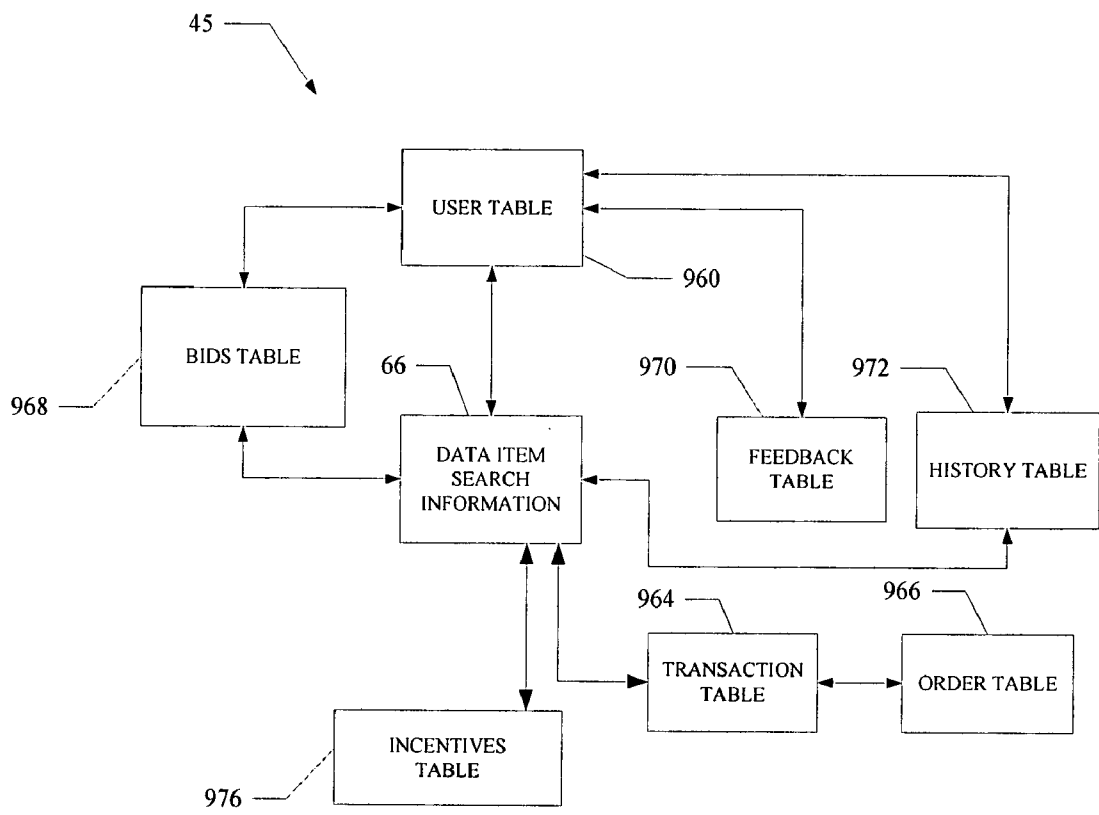 45
USER TABLE
960
BIDS TABLE
968
66
DATA ITEM
SEARCH
INFORMATION
970
FEEDBACK
TABLE
972
HISTORY TABLE
964
TRANSACTION
TABLE
966
ORDER TABLE
INCENTIVES
TABLE
976